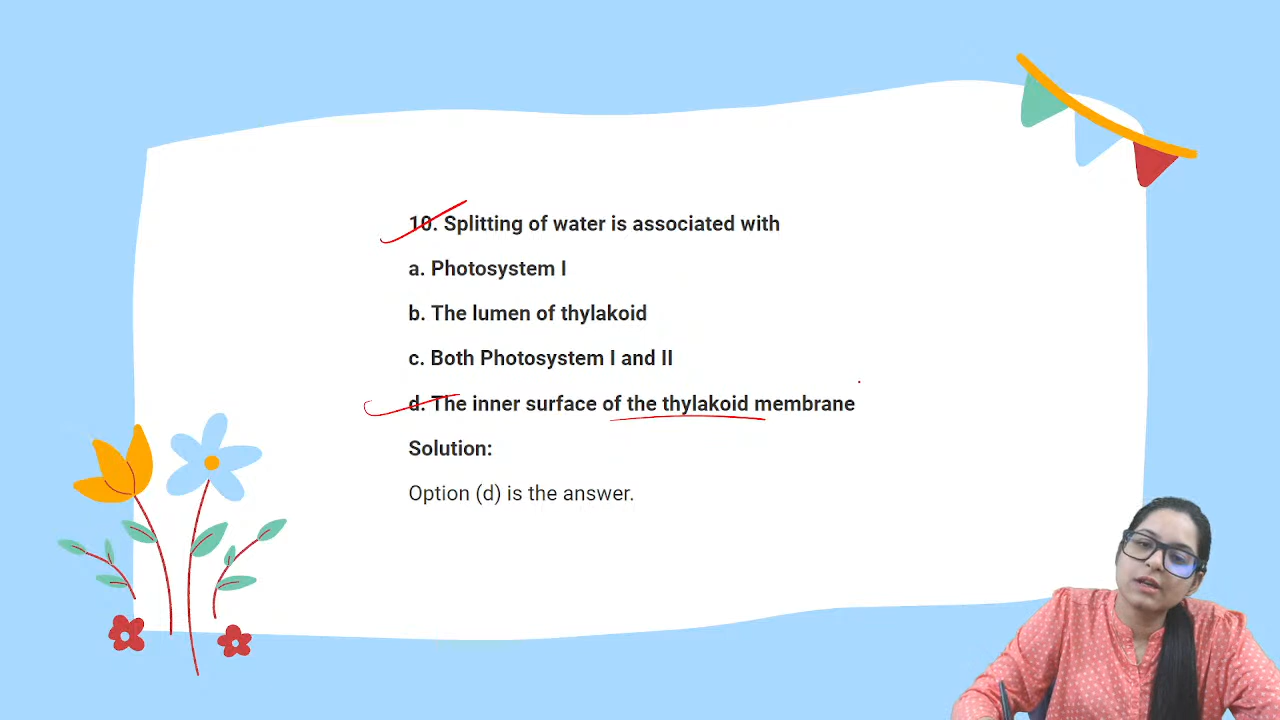 10. Splitting of water is associated with
a. Photosystem I
b. The lumen of thylakoid
c. Both Photosystem I and II
d. The inner surface of the thylakoid membrane
Solution:
Option (d) is the answer.